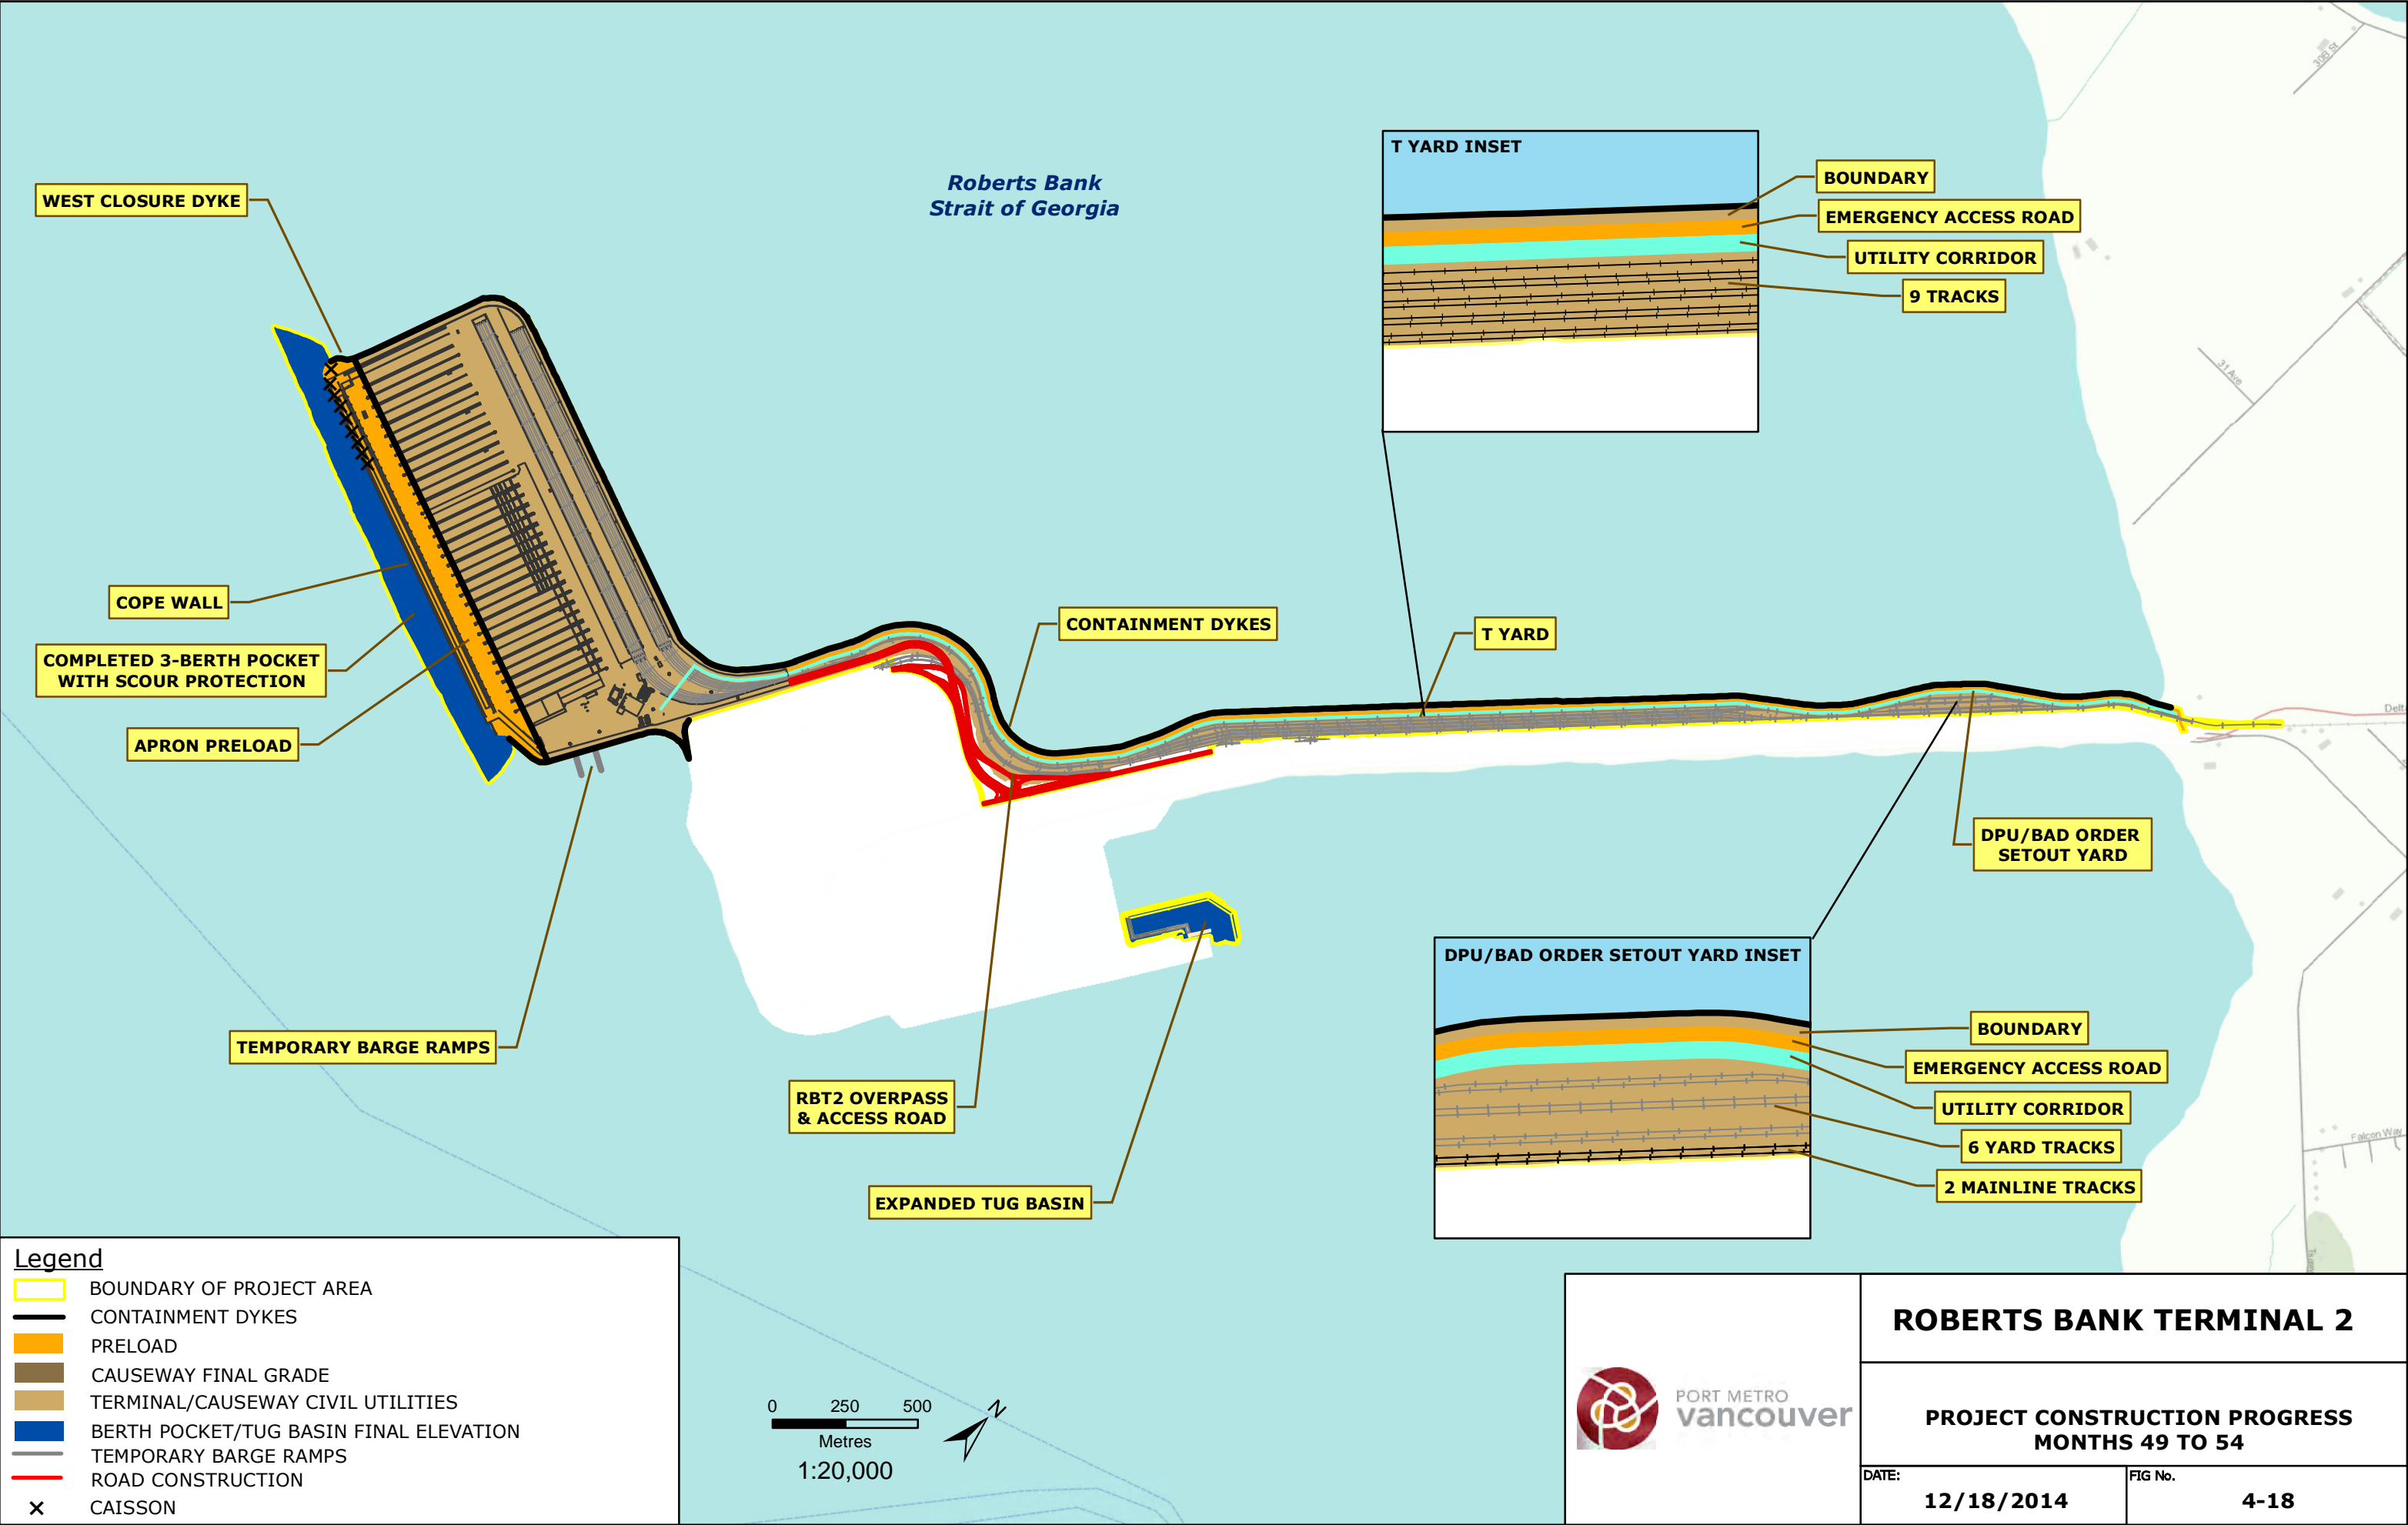 30B St
T YARD INSET
BOUNDARY
EMERGENCY ACCESS ROAD
UTILITY CORRIDOR
9 TRACKS
Roberts Bank
Strait of Georgia
WEST CLOSURE DYKE
31 Ave
COPE WALL
COMPLETED 3-BERTH POCKET
WITH SCOUR PROTECTION
APRON PRELOAD
CONTAINMENT DYKES
T YARD
DPU/BAD ORDER
SETOUT YARD
TEMPORARY BARGE RAMPS
RBT2 OVERPASS
& ACCESS ROAD
EXPANDED TUG BASIN
DPU/BAD ORDER SETOUT YARD INSET
BOUNDARY
EMERGENCY ACCESS ROAD
UTILITY CORRIDOR
6 YARD TRACKS
2 MAINLINE TRACKS
Falcon Way
Legend
BOUNDARY OF PROJECT AREA
CONTAINMENT DYKES
PRELOAD
CAUSEWAY FINAL GRADE
TERMINAL/CAUSEWAY CIVIL UTILITIES
BERTH POCKET/TUG BASIN FINAL ELEVATION
TEMPORARY BARGE RAMPS
ROAD CONSTRUCTION
CAISSON
0 250 500
Metres
1:20,000
N
PORT METRO
vancouver
ROBERTS BANK TERMINAL 2
PROJECT CONSTRUCTION PROGRESS
MONTHS 49 TO 54
DATE:
12/18/2014
FIG No.
4-18